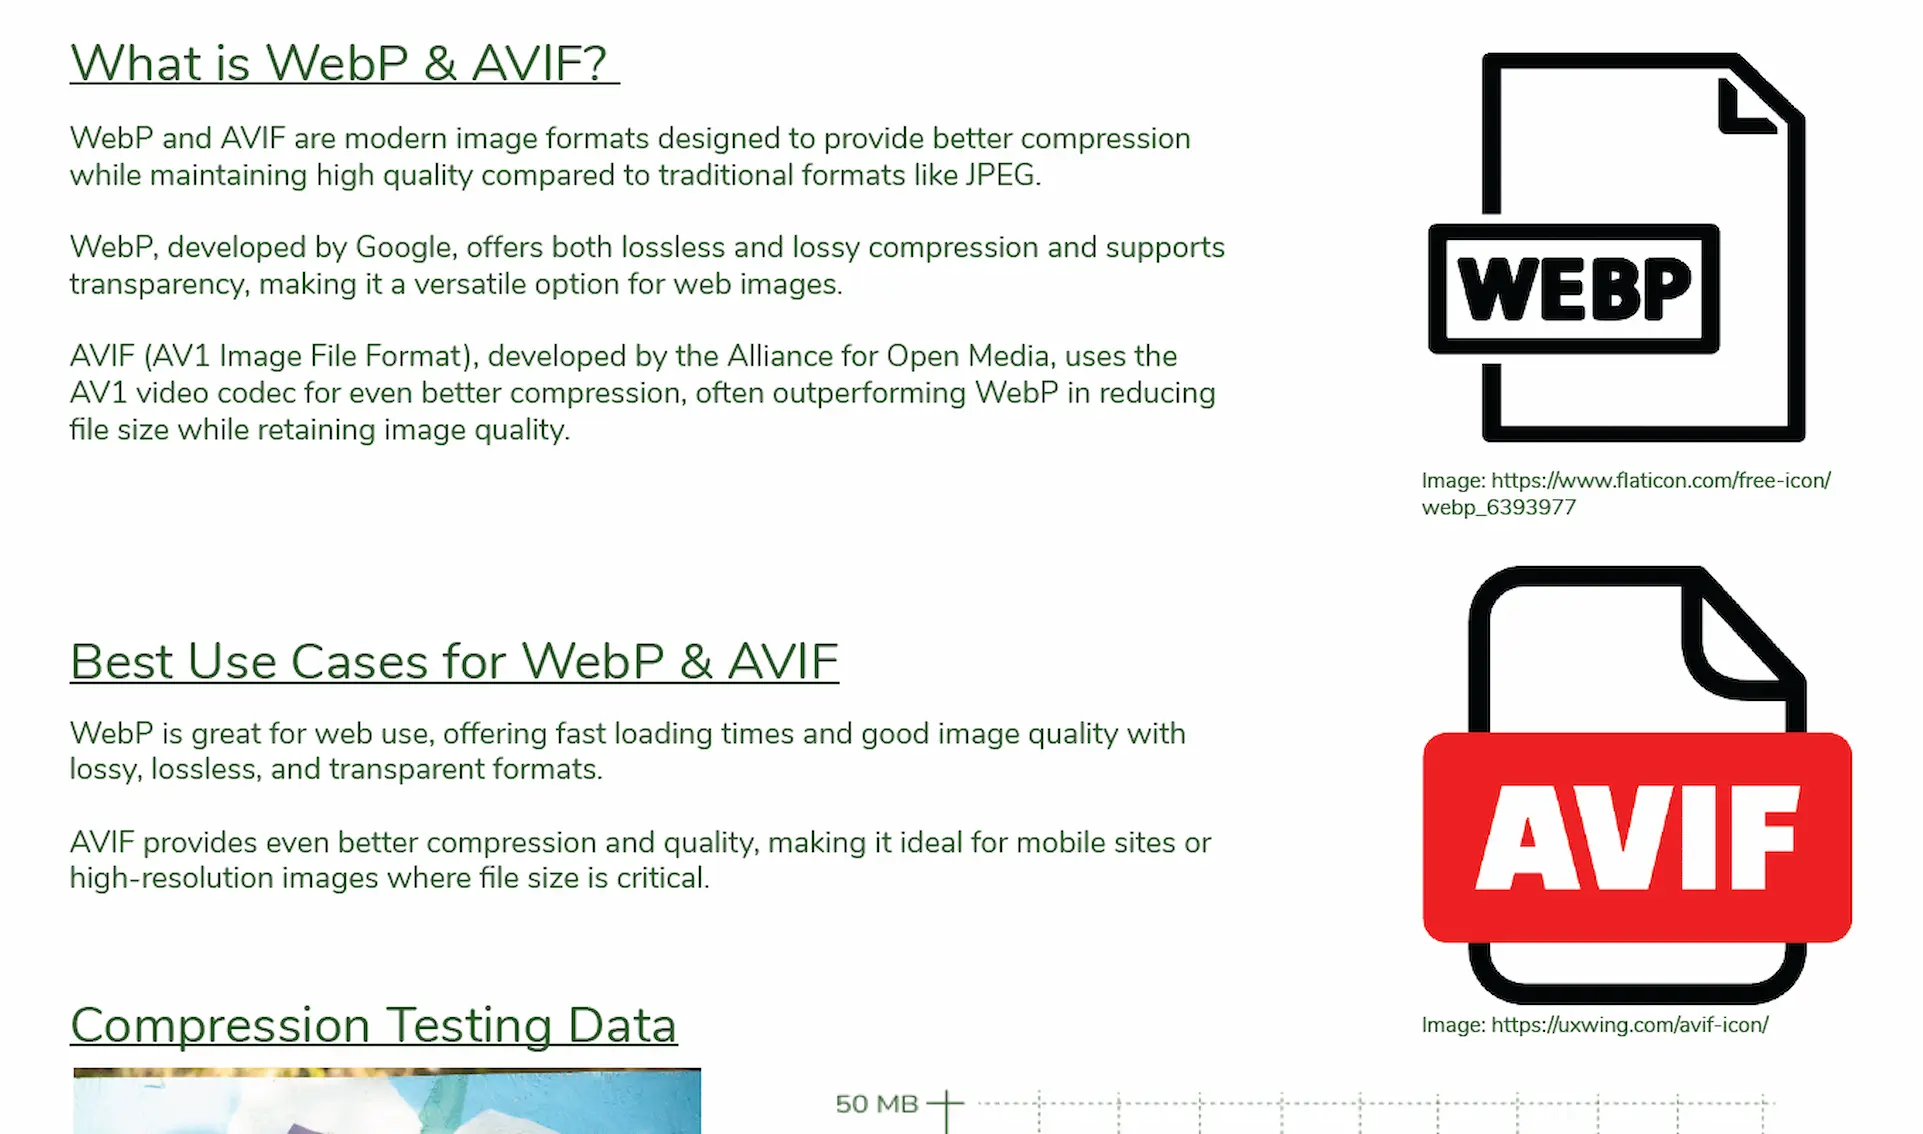 What is WebP & AVIF?
WebP and AVIF are modern image formats designed to provide better compression
while maintaining high quality compared to traditional formats like JPEG.
WebP, developed by Google, offers both lossless and lossy compression and supports
transparency, making it a versatile option for web images.
AVIF (AV1 Image File Format), developed by the Alliance for Open Media, uses the
AV1 video codec for even better compression, often outperforming WebP in reducing
file size while retaining image quality.
WEBP
Image: https://www.flaticon.com/free-icon/
webp_6393977
Best Use Cases for WebP & AVIF
WebP is great for web use, offering fast loading times and good image quality with
lossy, lossless, and transparent formats.
AVIF provides even better compression and quality, making it ideal for mobile sites or
high-resolution images where file size is critical.
AVIF
Image: https://uxwing.com/avif-icon/
Compression Testing Data
50 MB